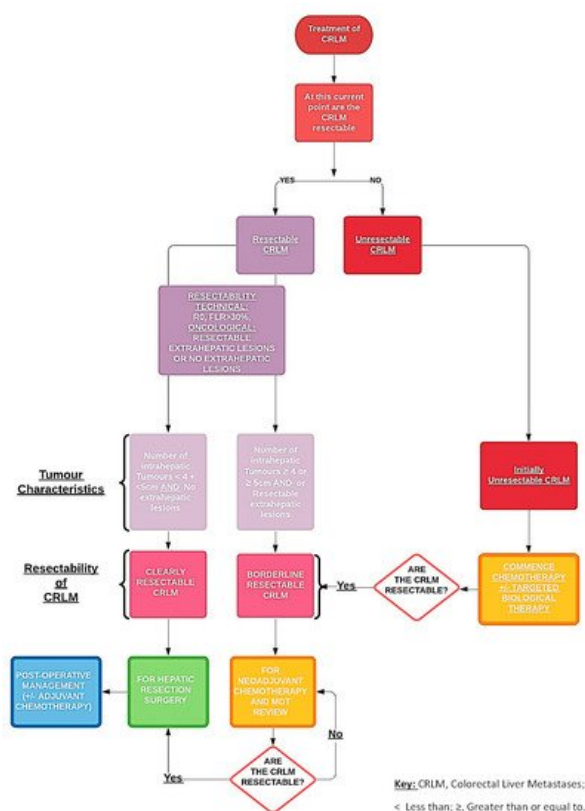 Treatment of
CRLM
At this current
point are the
CRLM
resectable
YES
NO
Resectable
CRLM
Unresectable
CRLM
RESECTABILITY
TECHNICAL:
R0, FLR>30%,
ONCOLOGICAL:
RESECTABLE
EXTRAHEPATIC LESIONS
OR NO EXTRAHEPATIC
LESIONS
Tumour
Characteristics
Number of
intrahepatic
Tumours < 4 +
<5cm AND No
extrahepatic
lesions
Number of
Intrahepatic
Tumours ≥ 4 or
≥ 5cm AND or
Resectable
extrahepatic
lesions
Initially
Unresectable CRLM
Resectability
of
CRLM
CLEARLY
RESECTABLE
CRLM
BORDERLINE
RESECTABLE
CRLM
Yes
ARE
THE CRLM
RESECTABLE?
COMMENCE
CHEMOTHERAPY
+/- TARGETED
BIOLOGICAL
THERAPY
POST-OPERATIVE
MANAGEMENT
(+/- ADJUVANT
CHEMOTHERAPY)
FOR HEPATIC
RESECTION
SURGERY
FOR
NEOADJUVANT
CHEMOTHERAPY
AND MDT
REVIEW
No
Yes
ARE
THE CRLM
RESECTABLE?
Key: CRLM, Colorectal Liver Metastases;
< Less than; ≥, Greater than or equal to.